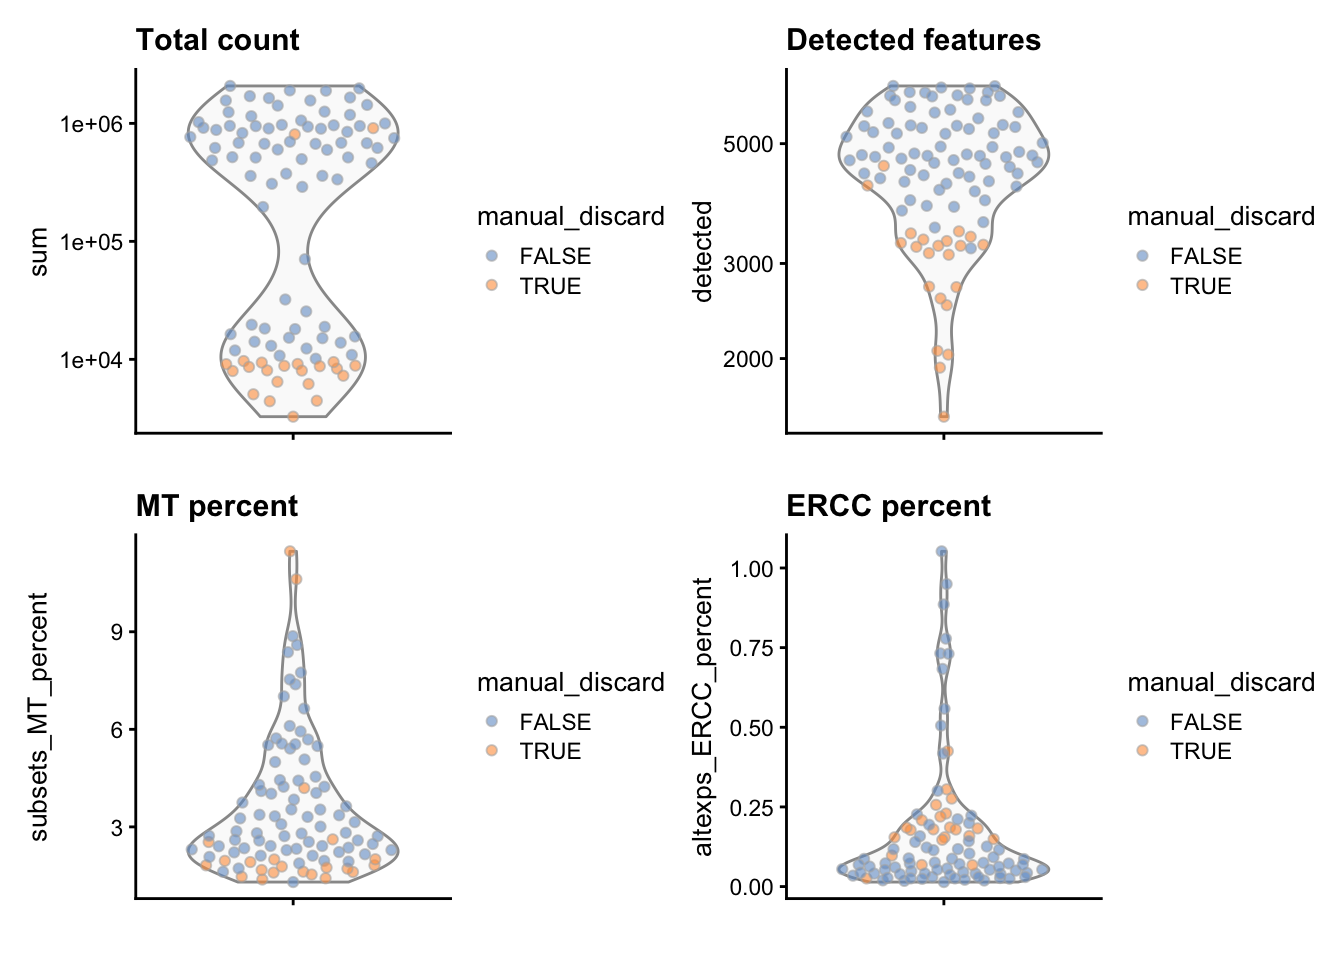 Total count
sum
1e+06
1e+05
1e+04
manual_discard
FALSE
TRUE
Detected features
detected
5000
3000
2000
manual_discard
FALSE
TRUE
MT percent
subsets_MT_percent
9
6
3
manual_discard
FALSE
TRUE
ERCC percent
altexps_ERCC_percent
1.00
0.75
0.50
0.25
0.00
manual_discard
FALSE
TRUE